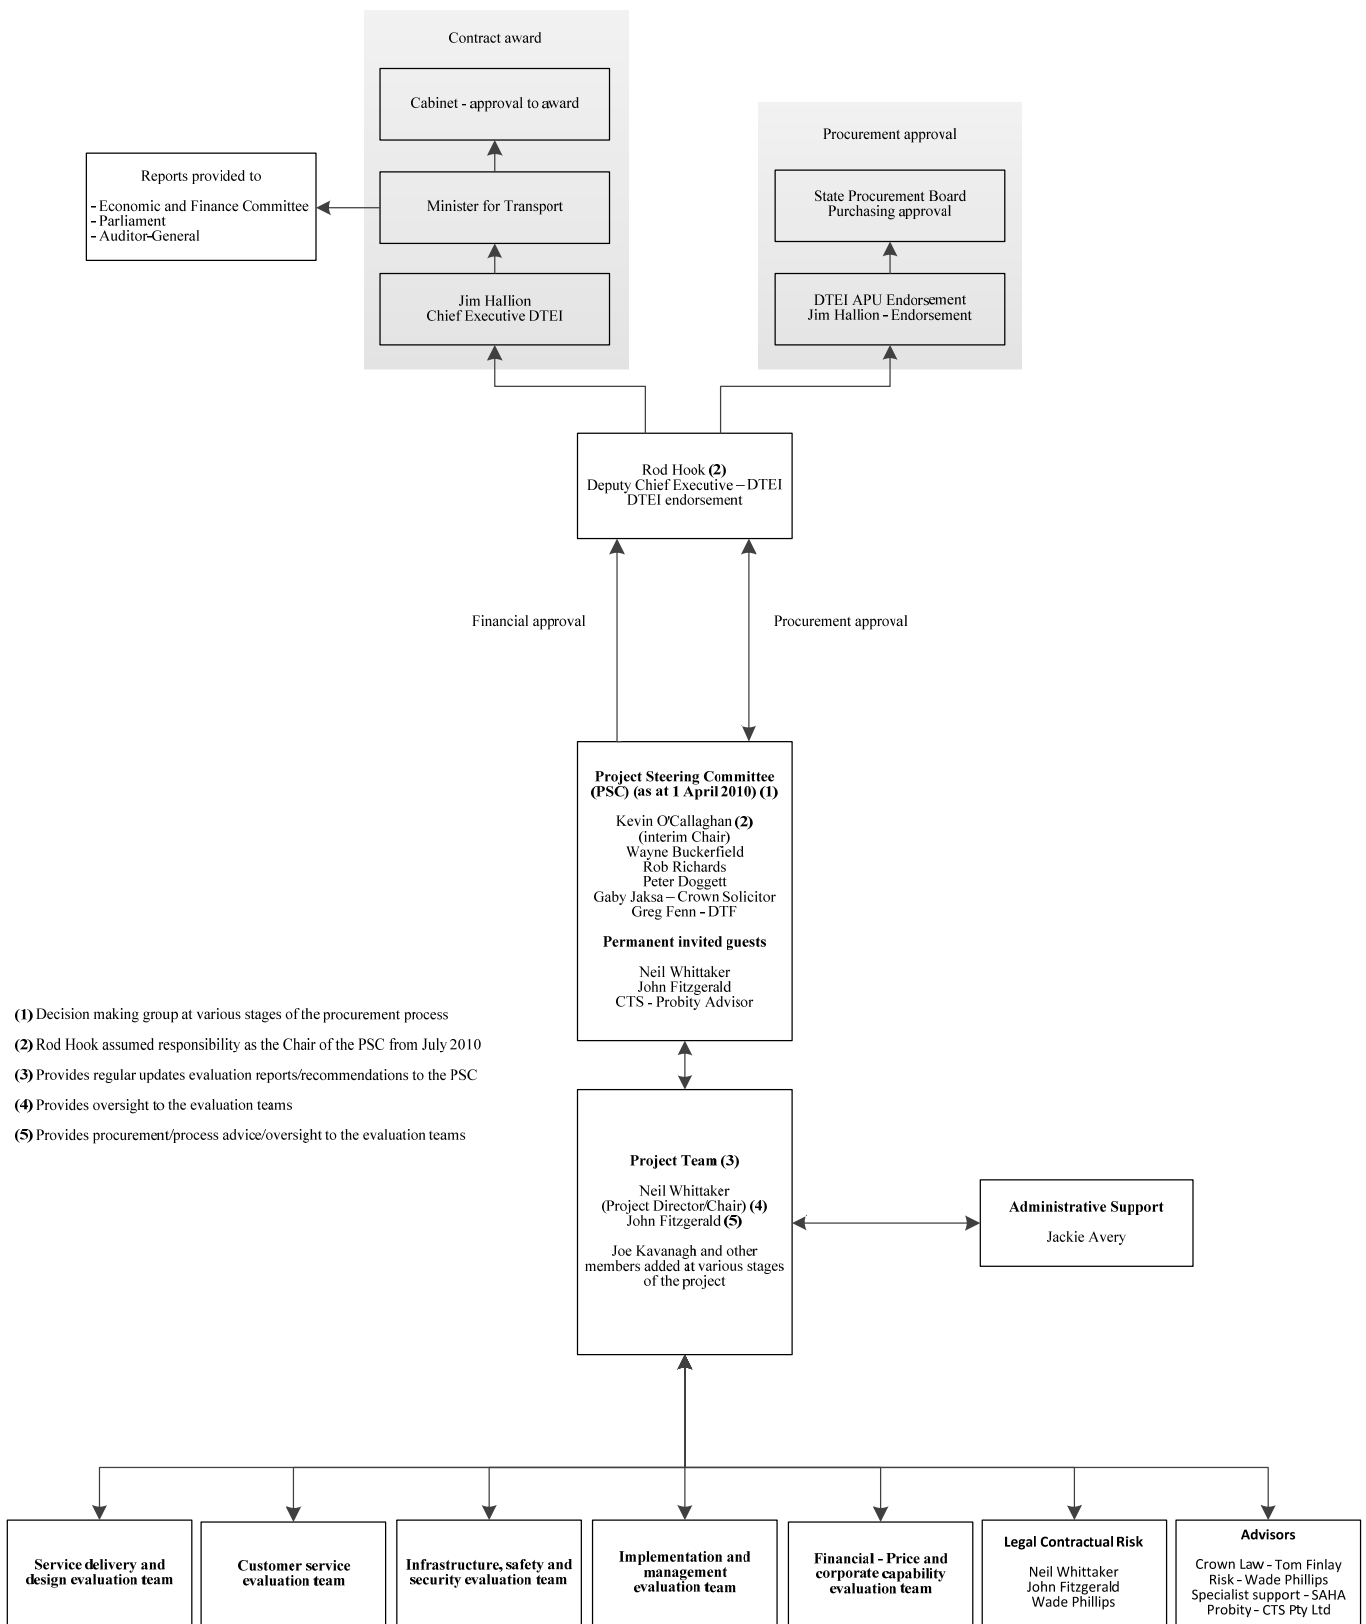 Contract award
Cabinet - approval to award
Procurement approval
Reports provided to
- Economic and Finance Committee
- Parliament
- Auditor-General
Minister for Transport
State Procurement Board
Purchasing approval
Jim Hallion
Chief Executive DTEI
DTEI APU Endorsement
Jim Hallion - Endorsement
Rod Hook (2)
Deputy Chief Executive – DTEI
DTEI endorsement
Financial approval
Procurement approval
Project Steering Committee
(PSC) (as at 1 April 2010) (1)
Kevin O'Callaghan (2)
(interim Chair)
Wayne Buckerfield
Rob Richards
Peter Doggett
Gaby Jaksa – Crown Solicitor
Greg Fenn - DTF
Permanent invited guests
Neil Whittaker
John Fitzgerald
CTS - Probity Advisor
(1) Decision making group at various stages of the procurement process
(2) Rod Hook assumed responsibility as the Chair of the PSC from July 2010
(3) Provides regular updates evaluation reports/recommendations to the PSC
(4) Provides oversight to the evaluation teams
(5) Provides procurement/process advice/oversight to the evaluation teams
Project Team (3)
Neil Whittaker
(Project Director/Chair) (4)
John Fitzgerald (5)
Joe Kavanagh and other
members added at various stages
of the project
Administrative Support
Jackie Avery
Service delivery and
design evaluation team
Customer service
evaluation team
Infrastructure, safety and
security evaluation team
Implementation and
management
evaluation team
Financial - Price and
corporate capability
evaluation team
Legal Contractual Risk
Neil Whittaker
John Fitzgerald
Wade Phillips
Advisors
Crown Law - Tom Finlay
Risk - Wade Phillips
Specialist support - SAHA
Probity - CTS Pty Ltd